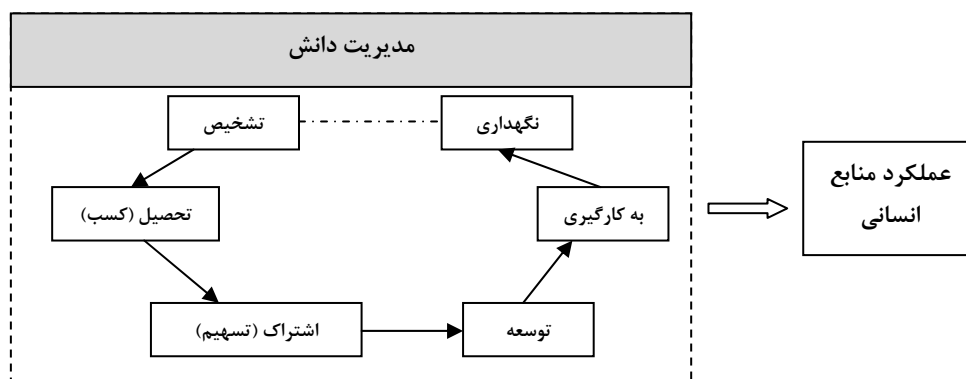 مدیریت دانش
تشخیص
نگهداری
تحصیل (کسب)
به کارگیری
اشتراک (تسهیم)
توسعه
عملکرد منابع
انسانی